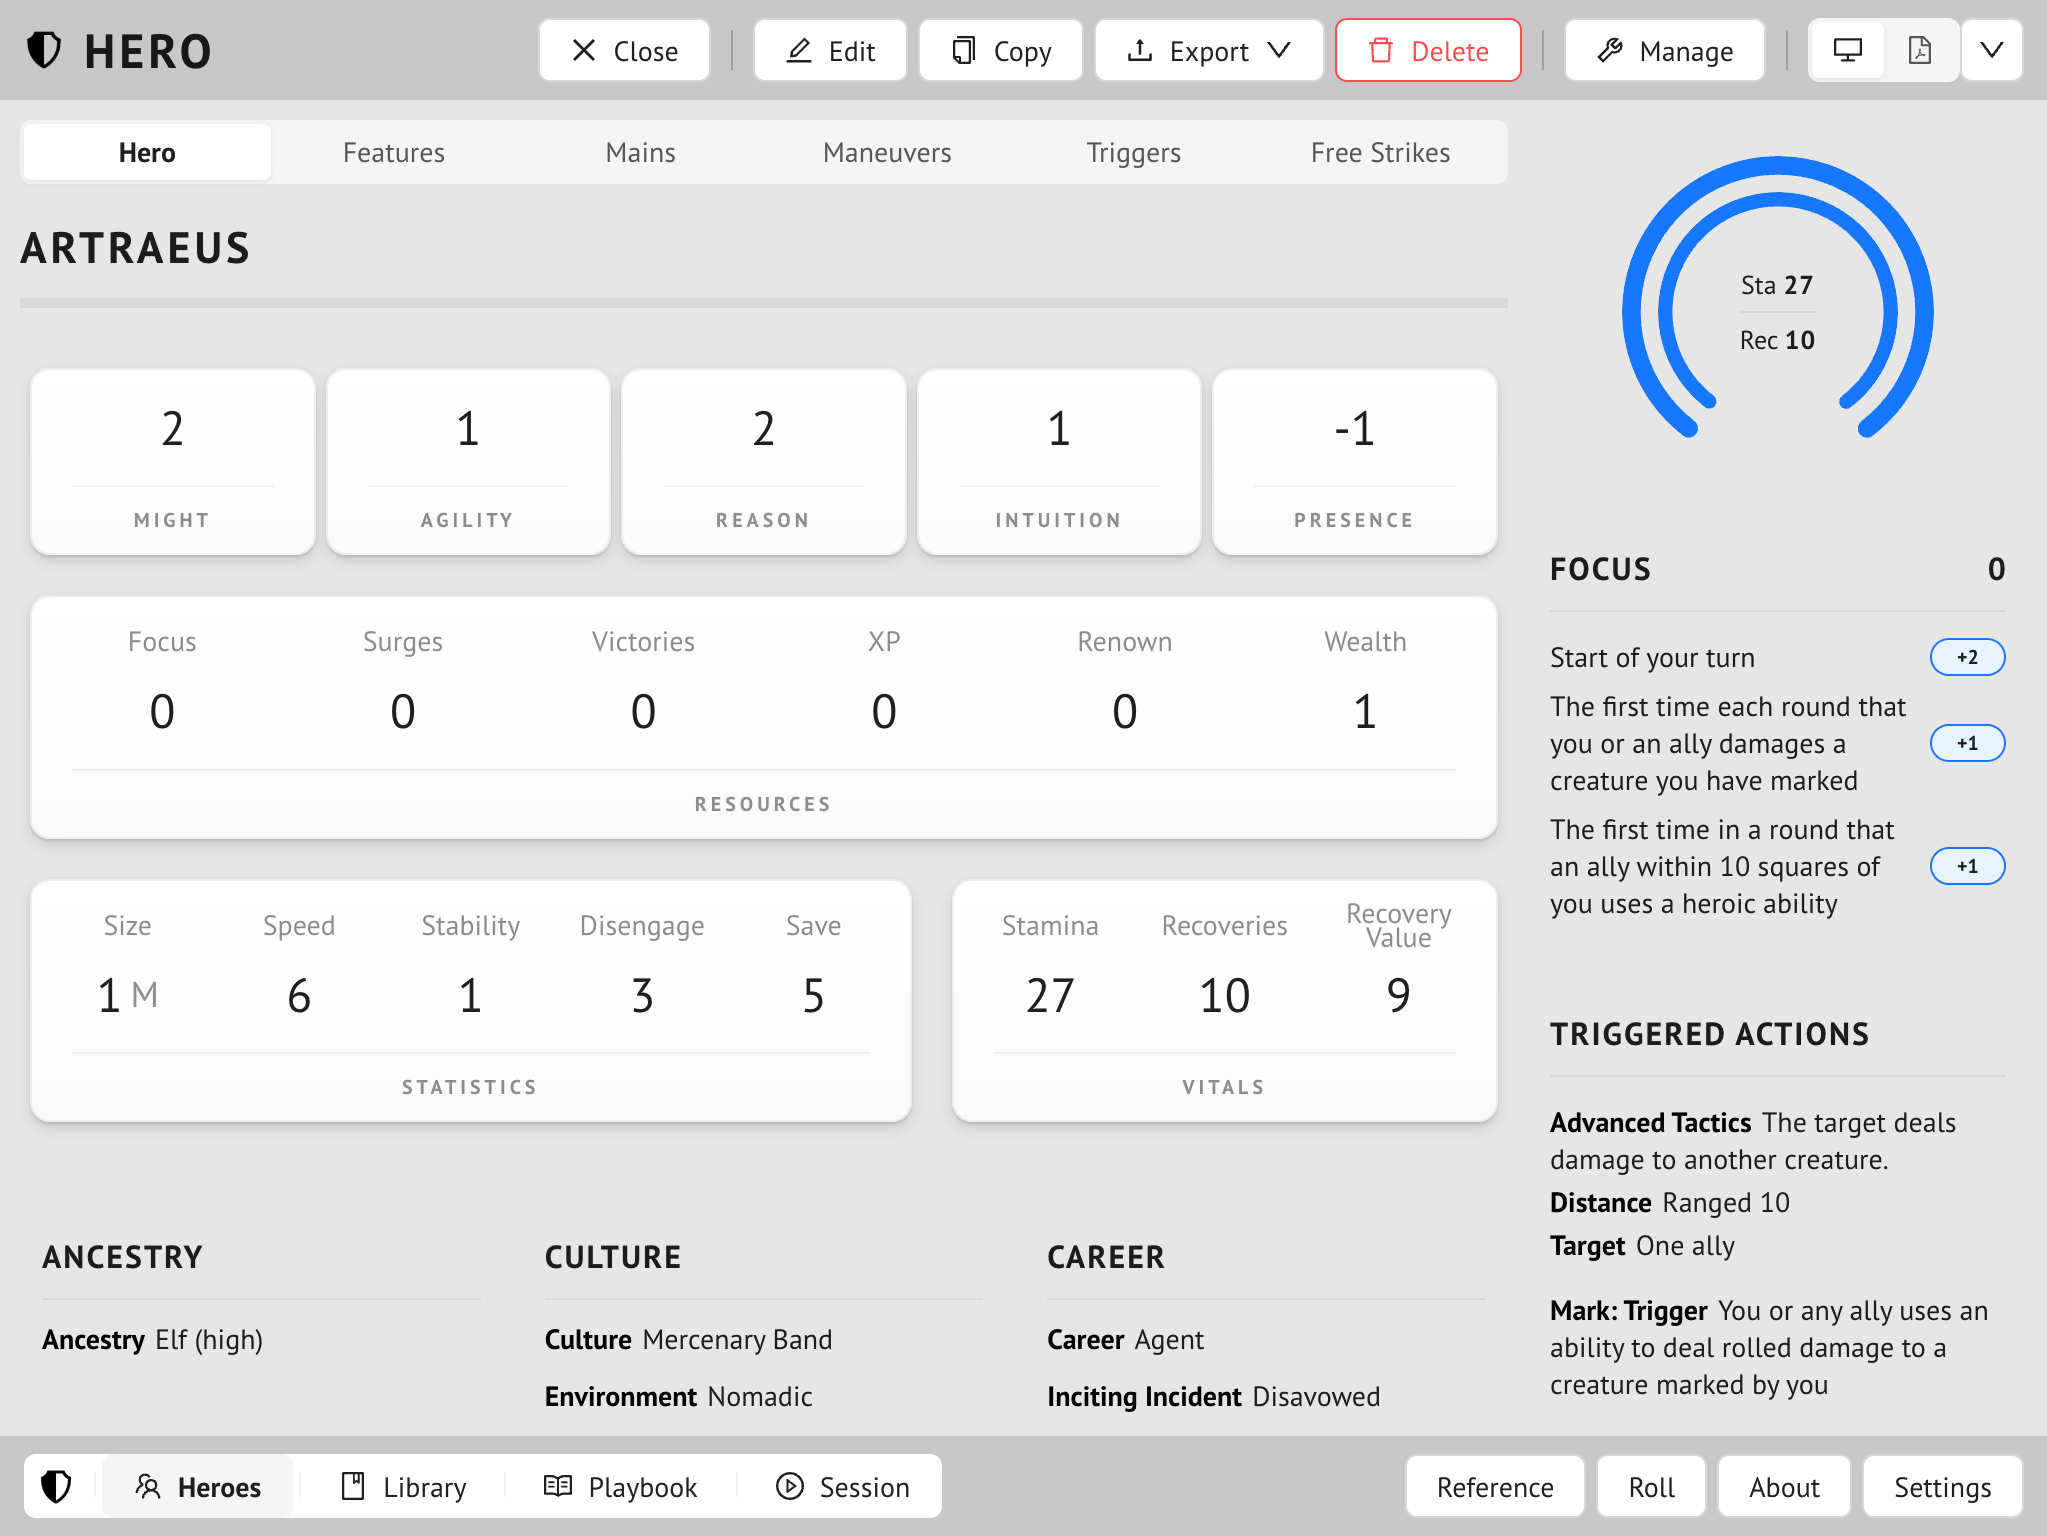 HERO
Close
Edit
Copy
Export
Delete
Manage
Hero
Features
Mains
Maneuvers
Triggers
Free Strikes
ARTRAEUS
2
MIGHT
1
AGILITY
2
REASON
1
INTUITION
-1
PRESENCE
Focus
0
Surges
0
Victories
0
XP
0
Renown
0
Wealth
1
RESOURCES
Size
1 M
Speed
6
Stability
1
Disengage
3
Save
5
STATISTICS
Stamina
27
Recoveries
10
Recovery
Value
9
VITALS
ANCESTRY
Ancestry Elf (high)
CULTURE
Culture Mercenary Band
Environment Nomadic
CAREER
Career Agent
Inciting Incident Disavowed
Sta 27
Rec 10
FOCUS 0
Start of your turn +2
The first time each round that
you or an ally damages a +1
creature you have marked
The first time in a round that
an ally within 10 squares of +1
you uses a heroic ability
TRIGGERED ACTIONS
Advanced Tactics The target deals
damage to another creature.
Distance Ranged 10
Target One ally
Mark: Trigger You or any ally uses an
ability to deal rolled damage to a
creature marked by you
Heroes
Library
Playbook
Session
Reference
Roll
About
Settings